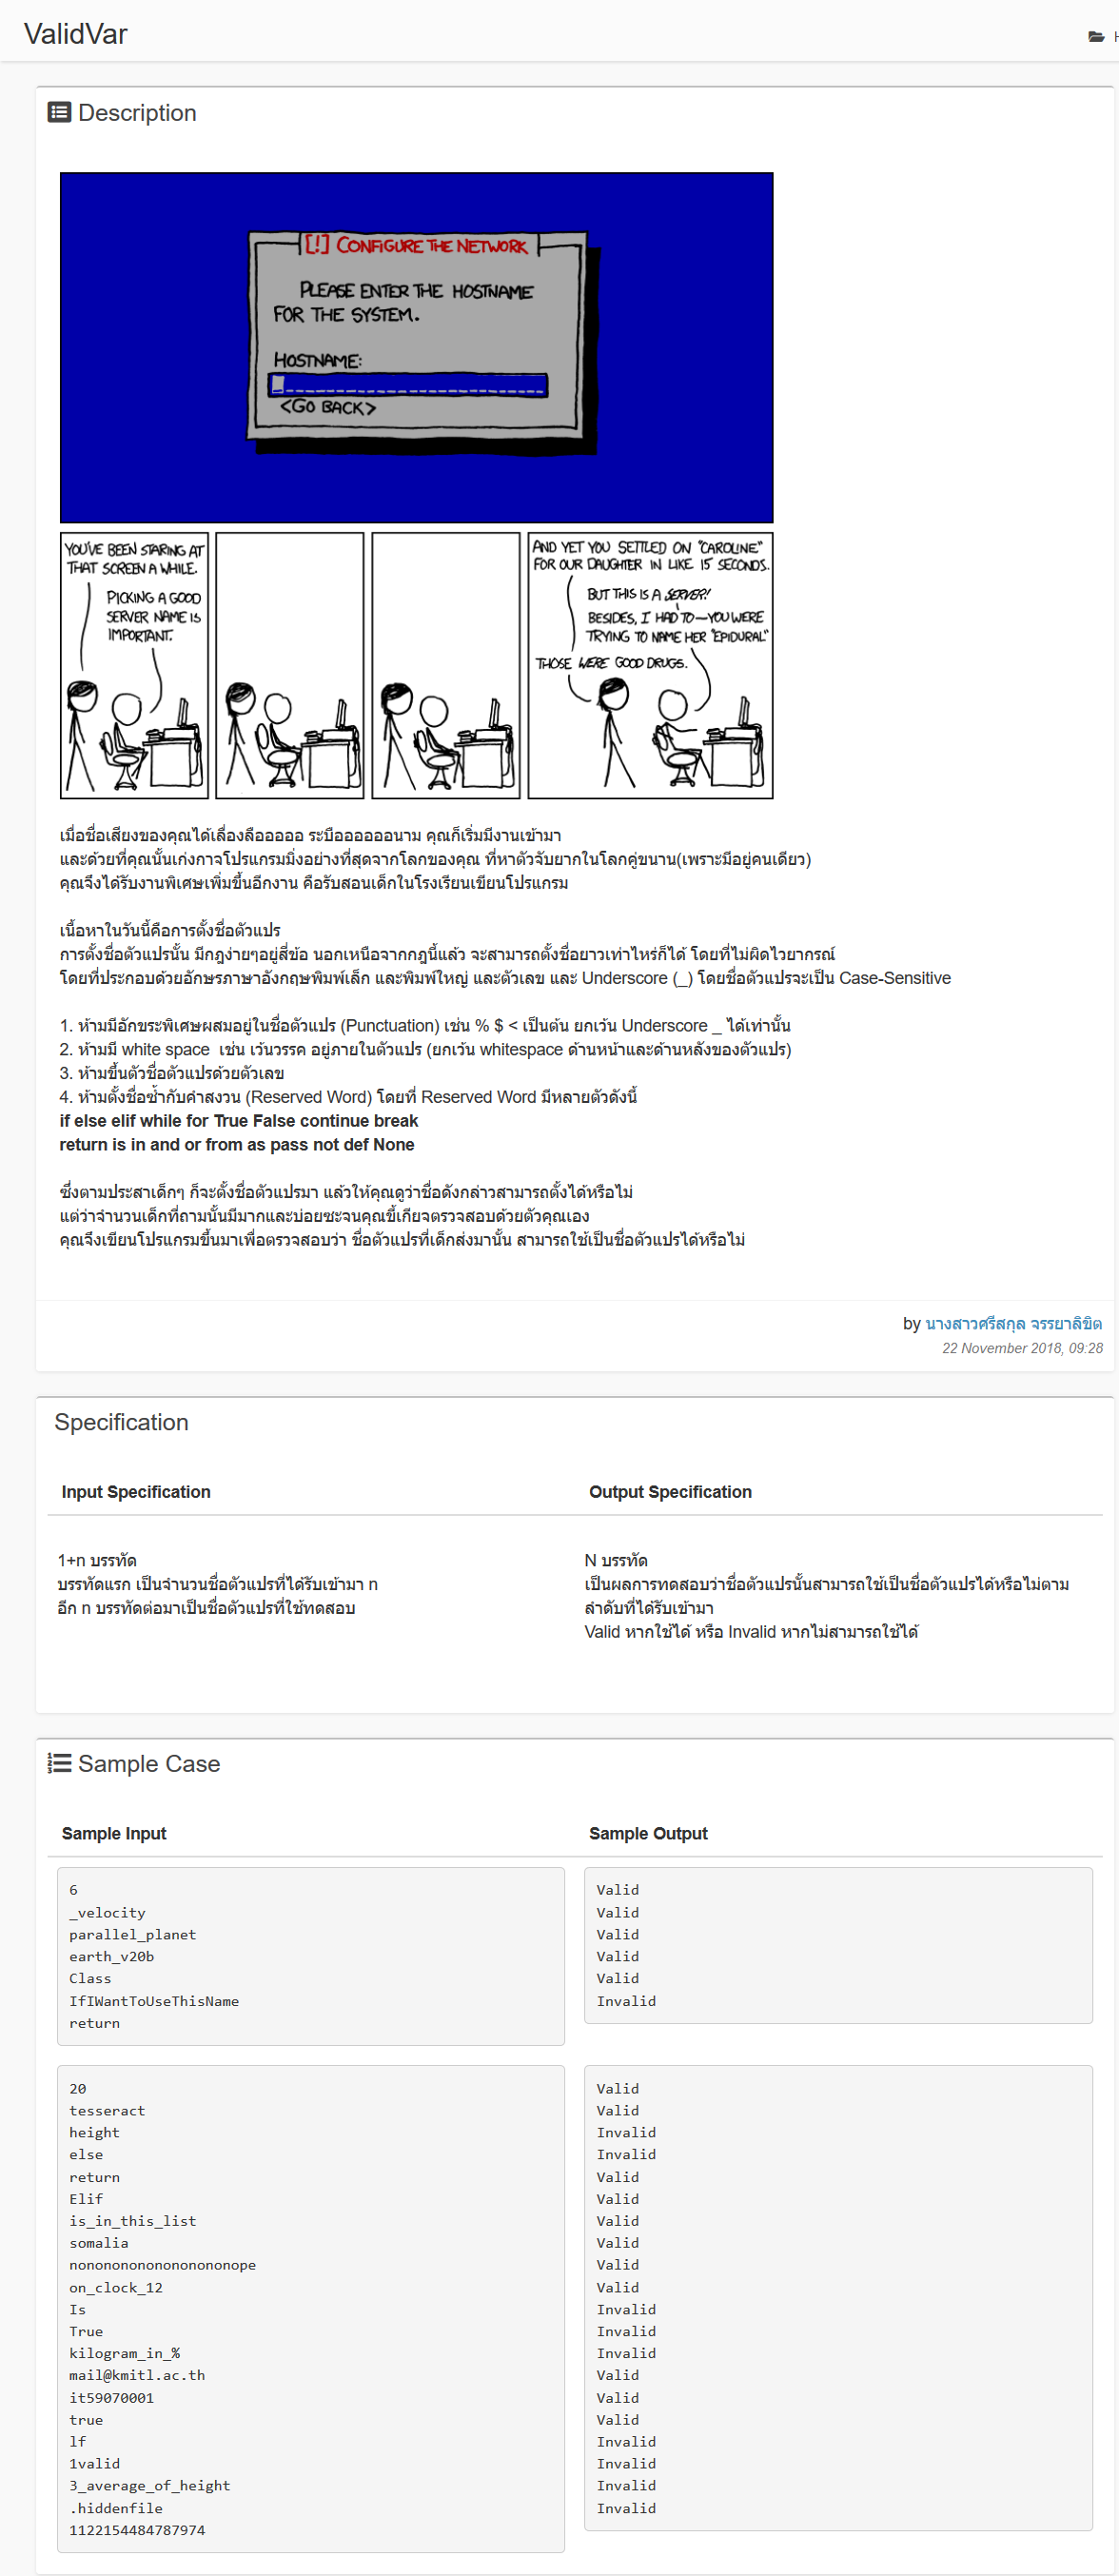 ValidVar
H
Description
[!] CONFIGURE THE NETWORK
PLEASE ENTER THE HOSTNAME
FOR THE SYSTEM.
HOSTNAME:
<GO BACK>
YOU'VE BEEN STARING AT
THAT SCREEN A WHILE.
PICKING A GOOD
SERVER NAME IS
IMPORTANT.
AND YET YOU SETTLED ON "CAROLINE"
FOR OUR DAUGHTER IN LIKE 15 SECONDS.
BUT THIS IS A SERVER!
BESIDES, I HAD TO—YOU WERE
TRYING TO NAME HER "EPIDURAL"
THOSE WERE GOOD DRUGS.
เมื่อชื่อเสียงของคุณได้เลื่องลืออออออ ระบืออออออนาม คุณก็เริ่มมีงานเข้ามา
และด้วยที่คุณนั้นเก่งกาจโปรแกรมมิ่งอย่างที่สุดจากโลกของคุณ ที่หาตัวจับยากในโลกคู่ขนาน(เพราะมีอยู่คนเดียว)
คุณจึงได้รับงานพิเศษเพิ่มขึ้นอีกงาน คือรับสอนเด็กในโรงเรียนเขียนโปรแกรม
เนื้อหาในวันนี้คือการตั้งชื่อตัวแปร
การตั้งชื่อตัวแปรนั้น มีกฎง่ายๆอยู่สี่ข้อ นอกเหนือจากกฎนี้แล้ว จะสามารถตั้งชื่อยาวเท่าไหร่ก็ได้ โดยที่ไม่ผิดไวยากรณ์
โดยที่ประกอบด้วยอักษรภาษาอังกฤษพิมพ์เล็ก และพิมพ์ใหญ่ และตัวเลข และ Underscore (_) โดยชื่อตัวแปรจะเป็น Case-Sensitive
1. ห้ามมีอักขระพิเศษผสมอยู่ในชื่อตัวแปร (Punctuation) เช่น % $ < เป็นต้น ยกเว้น Underscore _ ได้เท่านั้น
2. ห้ามมี white space เช่น เว้นวรรค อยู่ภายในตัวแปร (ยกเว้น whitespace ด้านหน้าและด้านหลังของตัวแปร)
3. ห้ามขึ้นตัวชื่อตัวแปรด้วยตัวเลข
4. ห้ามตั้งชื่อซ้ำกับคำสงวน (Reserved Word) โดยที่ Reserved Word มีหลายตัวดังนี้
if else elif while for True False continue break
return is in and or from as pass not def None
ซึ่งตามประสาเด็กๆ ก็จะตั้งชื่อตัวแปรมา แล้วให้คุณดูว่าชื่อดังกล่าวสามารถตั้งได้หรือไม่
แต่ว่าจำนวนเด็กที่ถามนั้นมีมากและบ่อยซะจนคุณขี้เกียจตรวจสอบด้วยตัวคุณเอง
คุณจึงเขียนโปรแกรมขึ้นมาเพื่อตรวจสอบว่า ชื่อตัวแปรที่เด็กส่งมานั้น สามารถใช้เป็นชื่อตัวแปรได้หรือไม่
by นางสาวศรีสกุล จรรยาลิขิต
22 November 2018, 09:28
Specification
Input Specification
1+n บรรทัด
บรรทัดแรก เป็นจำนวนชื่อตัวแปรที่ได้รับเข้ามา n
อีก n บรรทัดต่อมาเป็นชื่อตัวแปรที่ใช้ทดสอบ
Output Specification
N บรรทัด
เป็นผลการทดสอบว่าชื่อตัวแปรนั้นสามารถใช้เป็นชื่อตัวแปรได้หรือไม่ตาม
ลำดับที่ได้รับเข้ามา
Valid หากใช้ได้ หรือ Invalid หากไม่สามารถใช้ได้
Sample Case
Sample Input
Sample Output
6
_velocity
parallel_planet
earth_v20b
Class
IfIWantToUseThisName
return
Valid
Valid
Valid
Valid
Valid
Invalid
20
tesseract
height
else
return
Elif
is_in_this_list
somalia
nonononononononononope
on_clock_12
Is
True
kilogram_in_%
mail@kmitl.ac.th
it59070001
true
lf
1valid
3_average_of_height
.hiddenfile
1122154484787974
Valid
Valid
Invalid
Invalid
Valid
Valid
Valid
Valid
Valid
Valid
Invalid
Invalid
Invalid
Valid
Valid
Valid
Invalid
Invalid
Invalid
Invalid